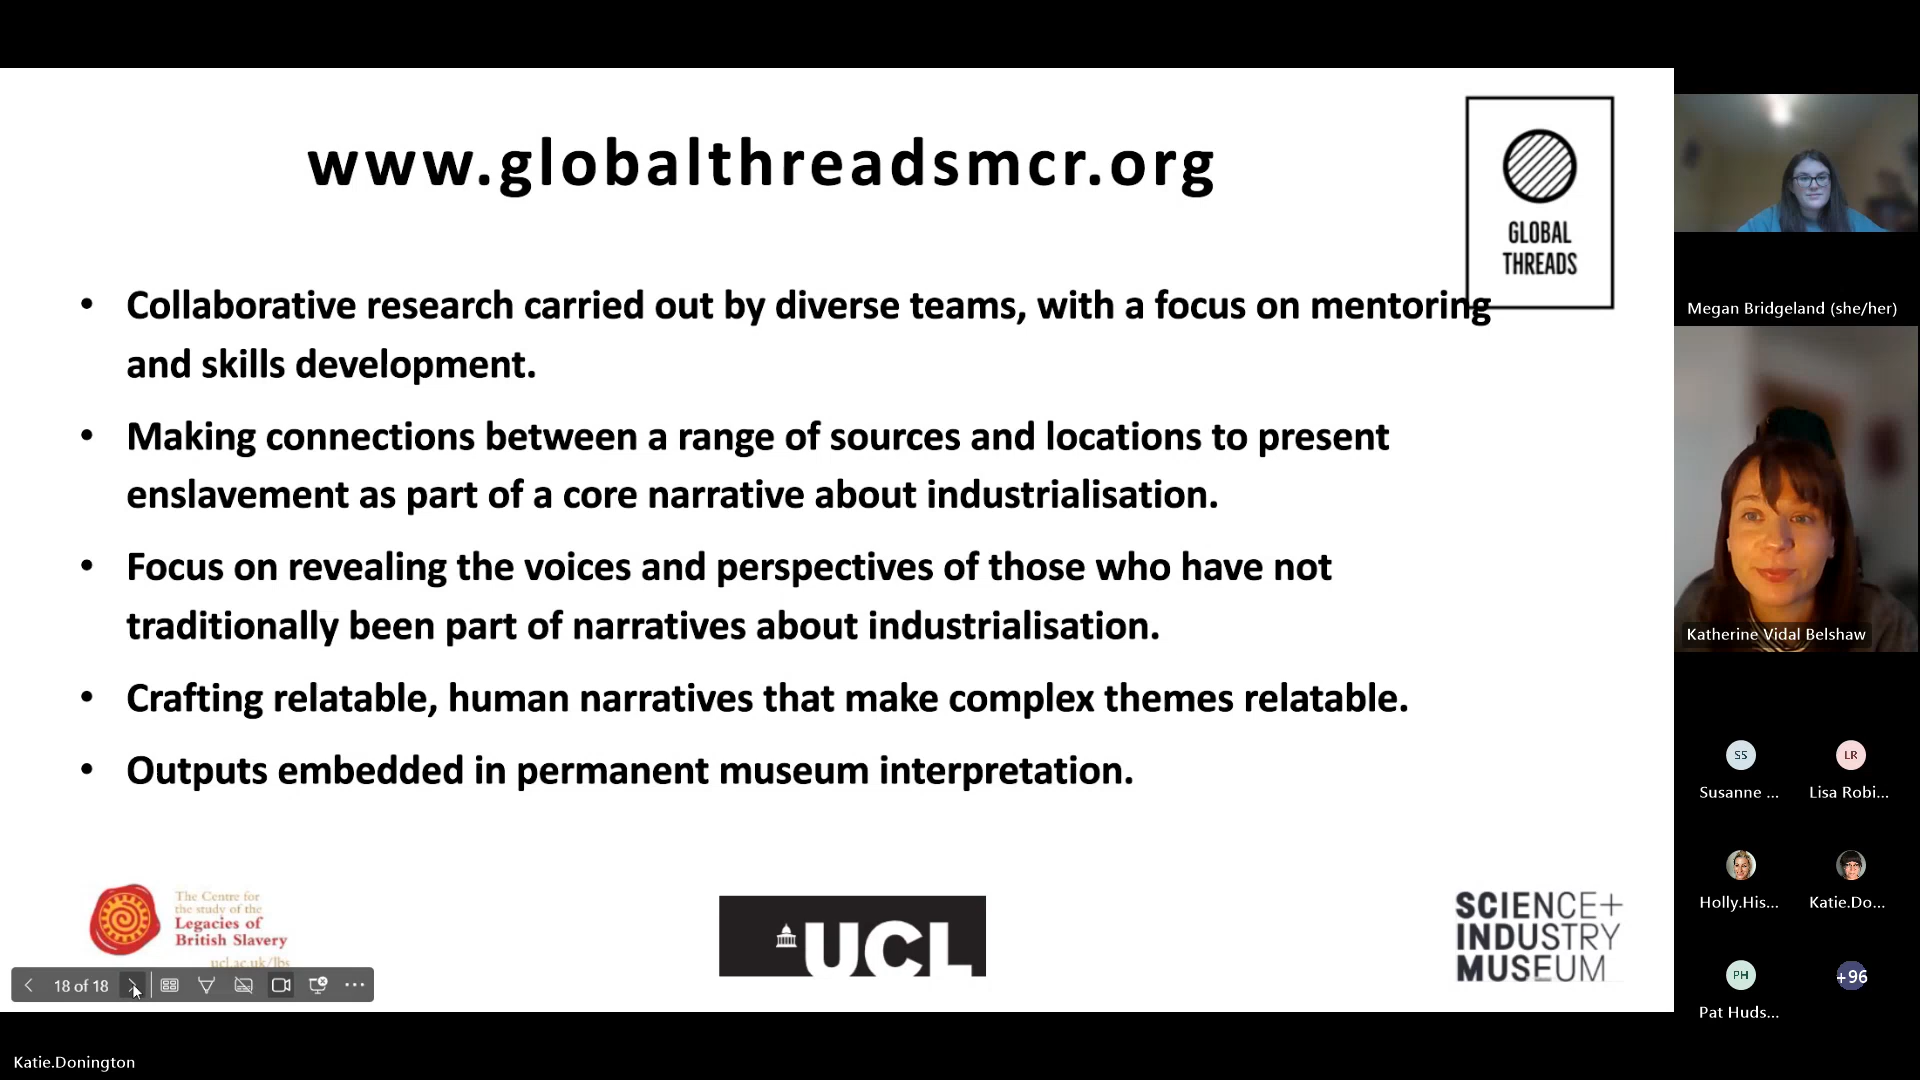 www.globalthreadsmcr.org
GLOBAL
THREADS
• Collaborative research carried out by diverse teams, with a focus on mentoring
and skills development.
• Making connections between a range of sources and locations to present
enslavement as part of a core narrative about industrialisation.
• Focus on revealing the voices and perspectives of those who have not
traditionally been part of narratives about industrialisation.
• Crafting relatable, human narratives that make complex themes relatable.
• Outputs embedded in permanent museum interpretation.
The Centre for
the study of the
Legacies of
British Slavery
ucl.ac.uk/lbs
UCL
SCIENCE+
INDUSTRY
MUSEUM
18 of 18
Katie.Donington
Megan Bridgeland (she/her)
Katherine Vidal Belshaw
SS
LR
Susanne ...
Lisa Robi...
Holly.His...
Katie.Do...
PH
+96
Pat Huds...